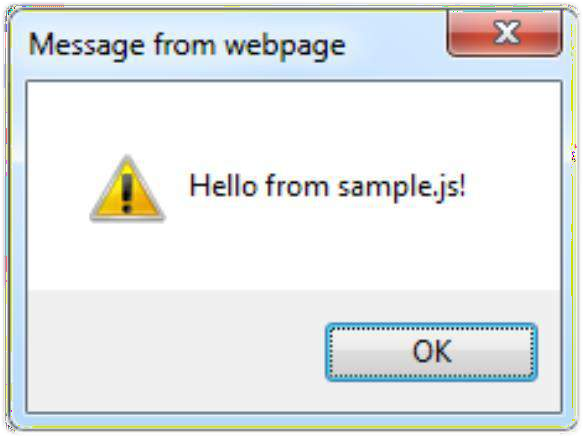 Message from webpage
Hello from sample.js!
OK